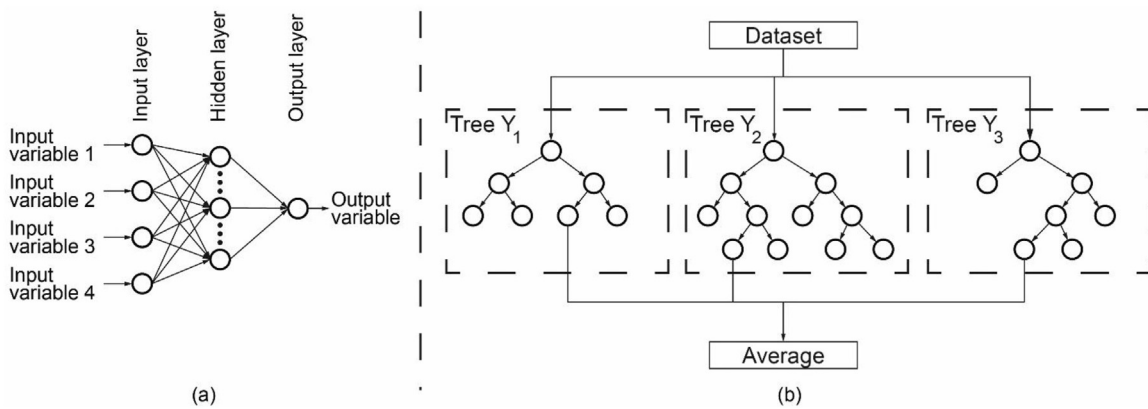 Input layer
Hidden layer
Output layer
Input
variable 1
Input
variable 2
Input
variable 3
Input
variable 4
Output
variable
(a)
Dataset
Tree Y1
Tree Y2
Tree Y3
Average
(b)